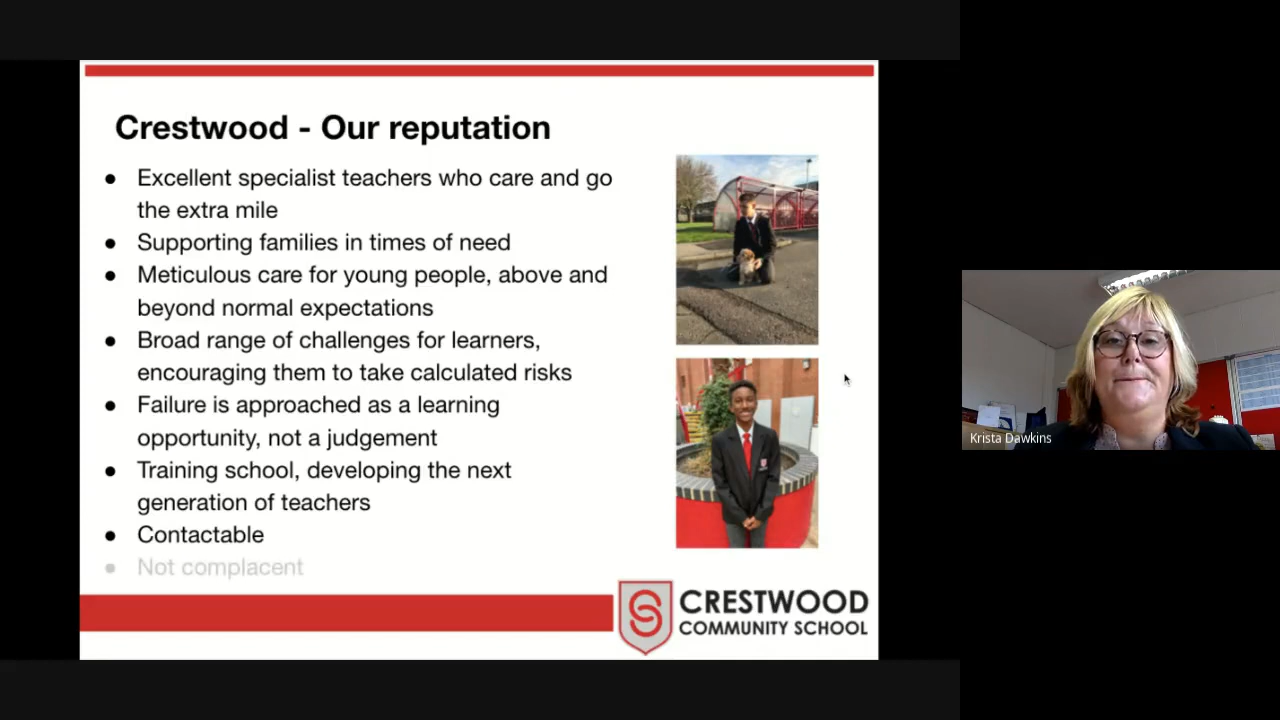 Crestwood - Our reputation
● Excellent specialist teachers who care and go
the extra mile
● Supporting families in times of need
● Meticulous care for young people, above and
beyond normal expectations
● Broad range of challenges for learners,
encouraging them to take calculated risks
● Failure is approached as a learning
opportunity, not a judgement
● Training school, developing the next
generation of teachers
● Contactable
● Not complacent
CRESTWOOD
COMMUNITY SCHOOL
Krista Dawkins